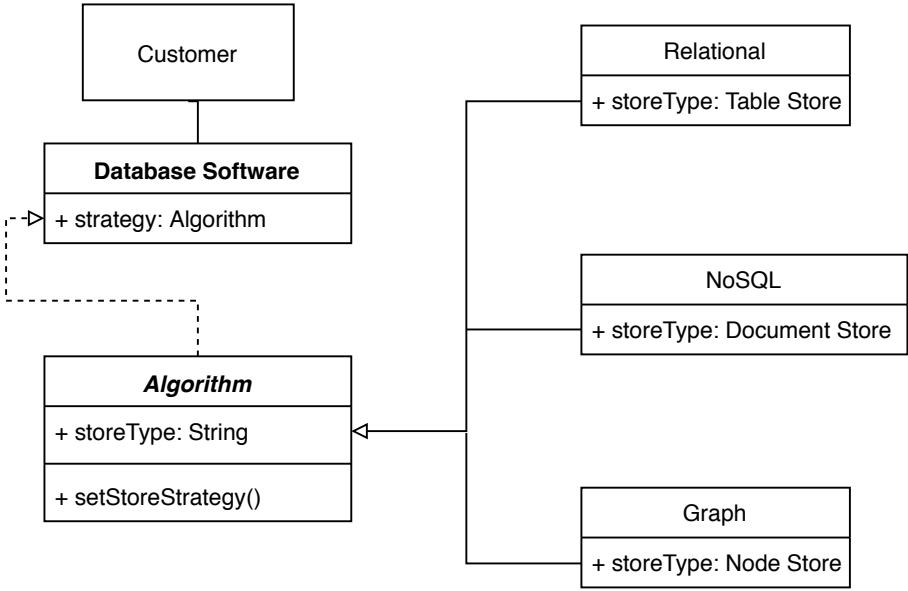 Customer
Database Software
+ strategy: Algorithm
Algorithm
+ storeType: String
+ setStoreStrategy()
Relational
+ storeType: Table Store
NoSQL
+ storeType: Document Store
Graph
+ storeType: Node Store